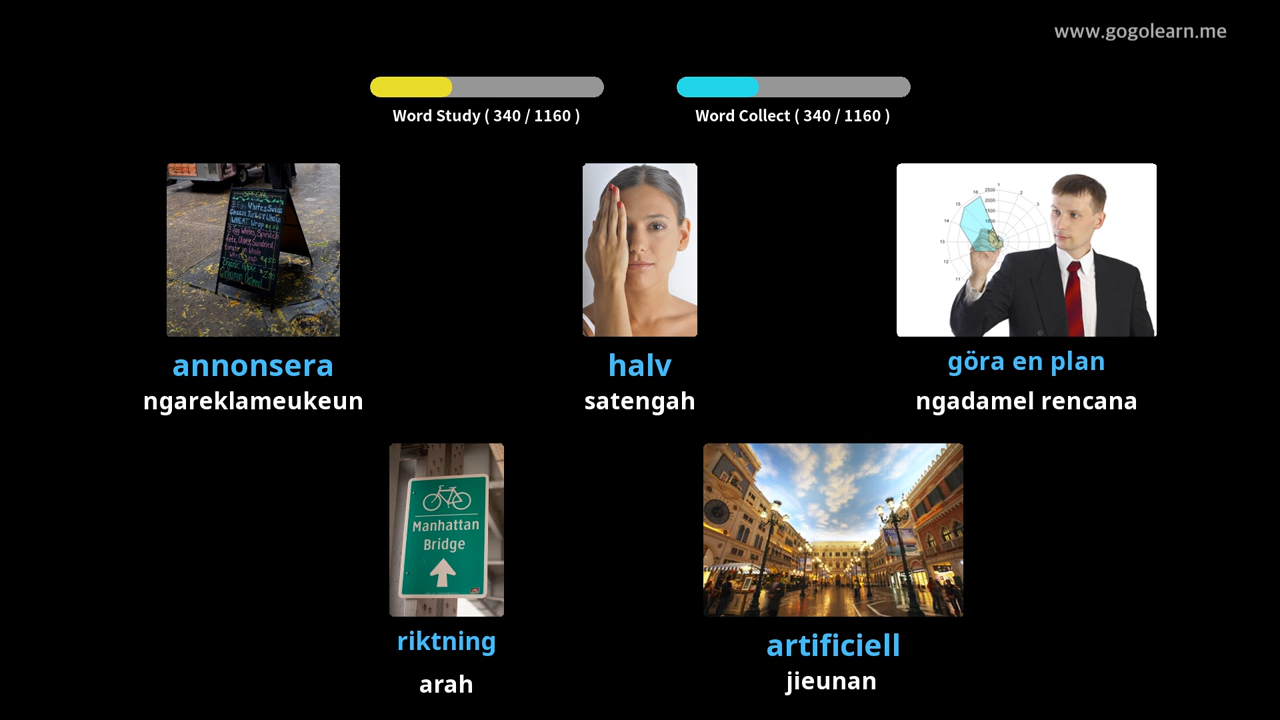 www.gogolearn.me
Word Study ( 340 / 1160 )
Word Collect ( 340 / 1160 )
annonsera
ngareklameukeun
halv
satengah
göra en plan
ngadamel rencana
Manhattan
Bridge
riktning
arah
artificiell
jieunan